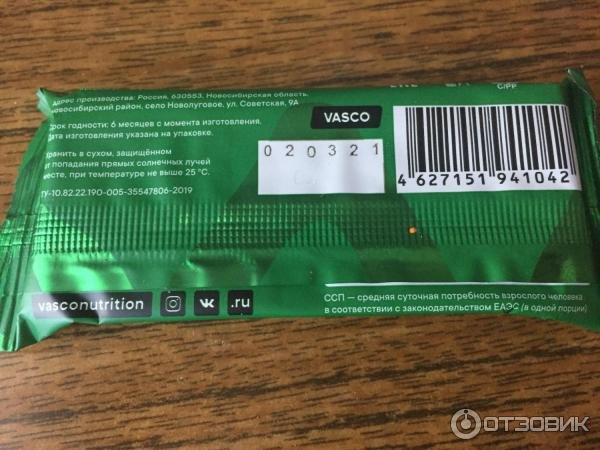 Адрес производства: Россия, 630553, Новосибирская область,
Новосибирский район, село Новолуговое, ул. Советская, 9А
Срок годности: 6 месяцев с момента изготовления.
Дата изготовления указана на упаковке.
Хранить в сухом, защищённом
от попадания прямых солнечных лучей
месте, при температуре не выше 25 °С.
ТУ-10.82.22.190-005-35547806-2019
VASCO
020321
C/PP
4 627151 941042
vasconutrition .ru
ССП — средняя суточная потребность взрослого человека
в соответствии с законодательством ЕАЭС (в одной порции)
ОТЗОВИК